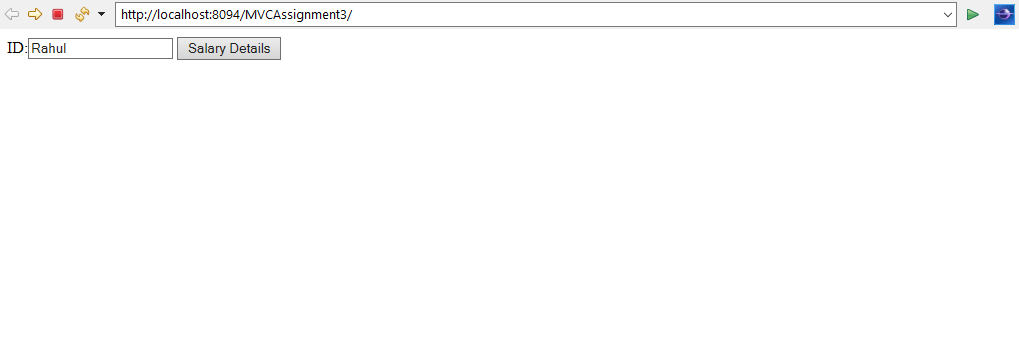 http://localhost:8094/MVCAssignment3/
ID: Rahul Salary Details